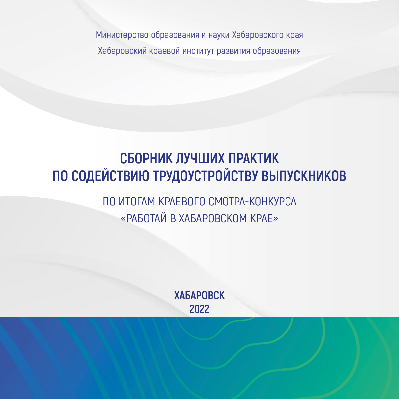 Министерство образования и науки Хабаровского края
Хабаровский краевой институт развития образования
СБОРНИК ЛУЧШИХ ПРАКТИК
ПО СОДЕЙСТВИЮ ТРУДОУСТРОЙСТВУ ВЫПУСКНИКОВ
ПО ИТОГАМ КРАЕВОГО СМОТРА-КОНКУРСА
«РАБОТАЙ В ХАБАРОВСКОМ КРАЕ»
ХАБАРОВСК
2022